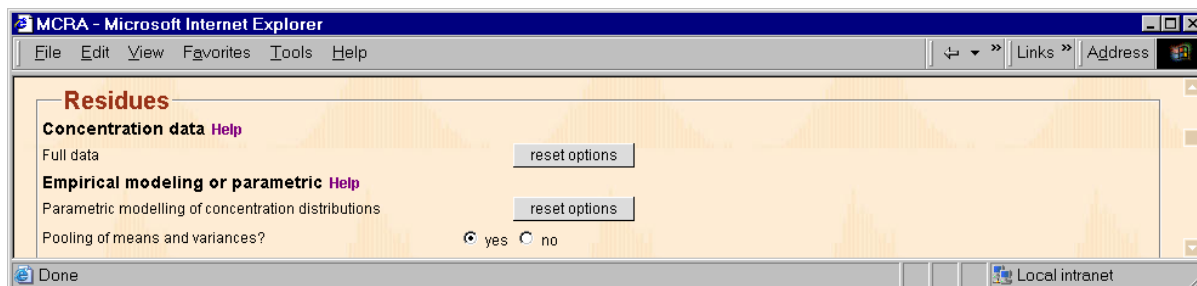 MCRA - Microsoft Internet Explorer
File Edit View Favorites Tools Help » Links » Address
Residues
Concentration data Help
Full data reset options
Empirical modeling or parametric Help
Parametric modelling of concentration distributions reset options
Pooling of means and variances? yes no
Done Local intranet